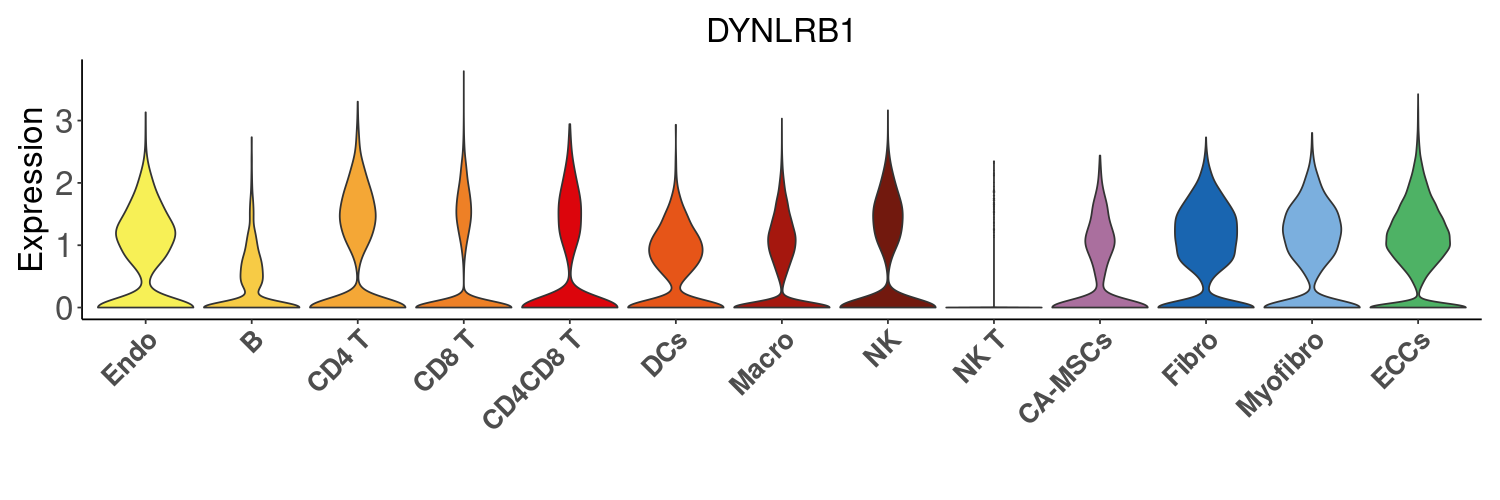 DYNLRB1
Expression
3
2
1
0
Endo
B
CD4 T
CD8 T
CD4CD8 T
DCs
Macro
NK
NK T
CA-MSCs
Fibro
Myofibro
ECCs